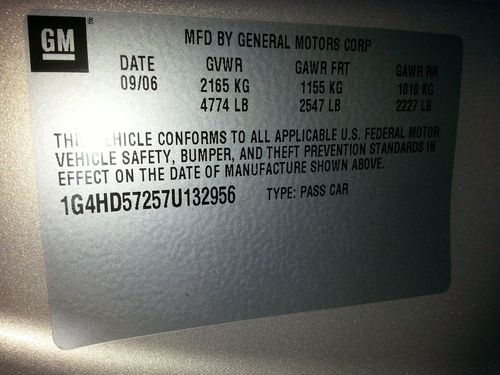 GM
MFD BY GENERAL MOTORS CORP
DATE GVWR GAWR FRT GAWR RR
09/06 2165 KG 1155 KG 1010 KG
4774 LB 2547 LB 2227 LB
THIS VEHICLE CONFORMS TO ALL APPLICABLE U.S. FEDERAL MOTOR
VEHICLE SAFETY, BUMPER, AND THEFT PREVENTION STANDARDS IN
EFFECT ON THE DATE OF MANUFACTURE SHOWN ABOVE.
1G4HD57257U132956 TYPE: PASS CAR